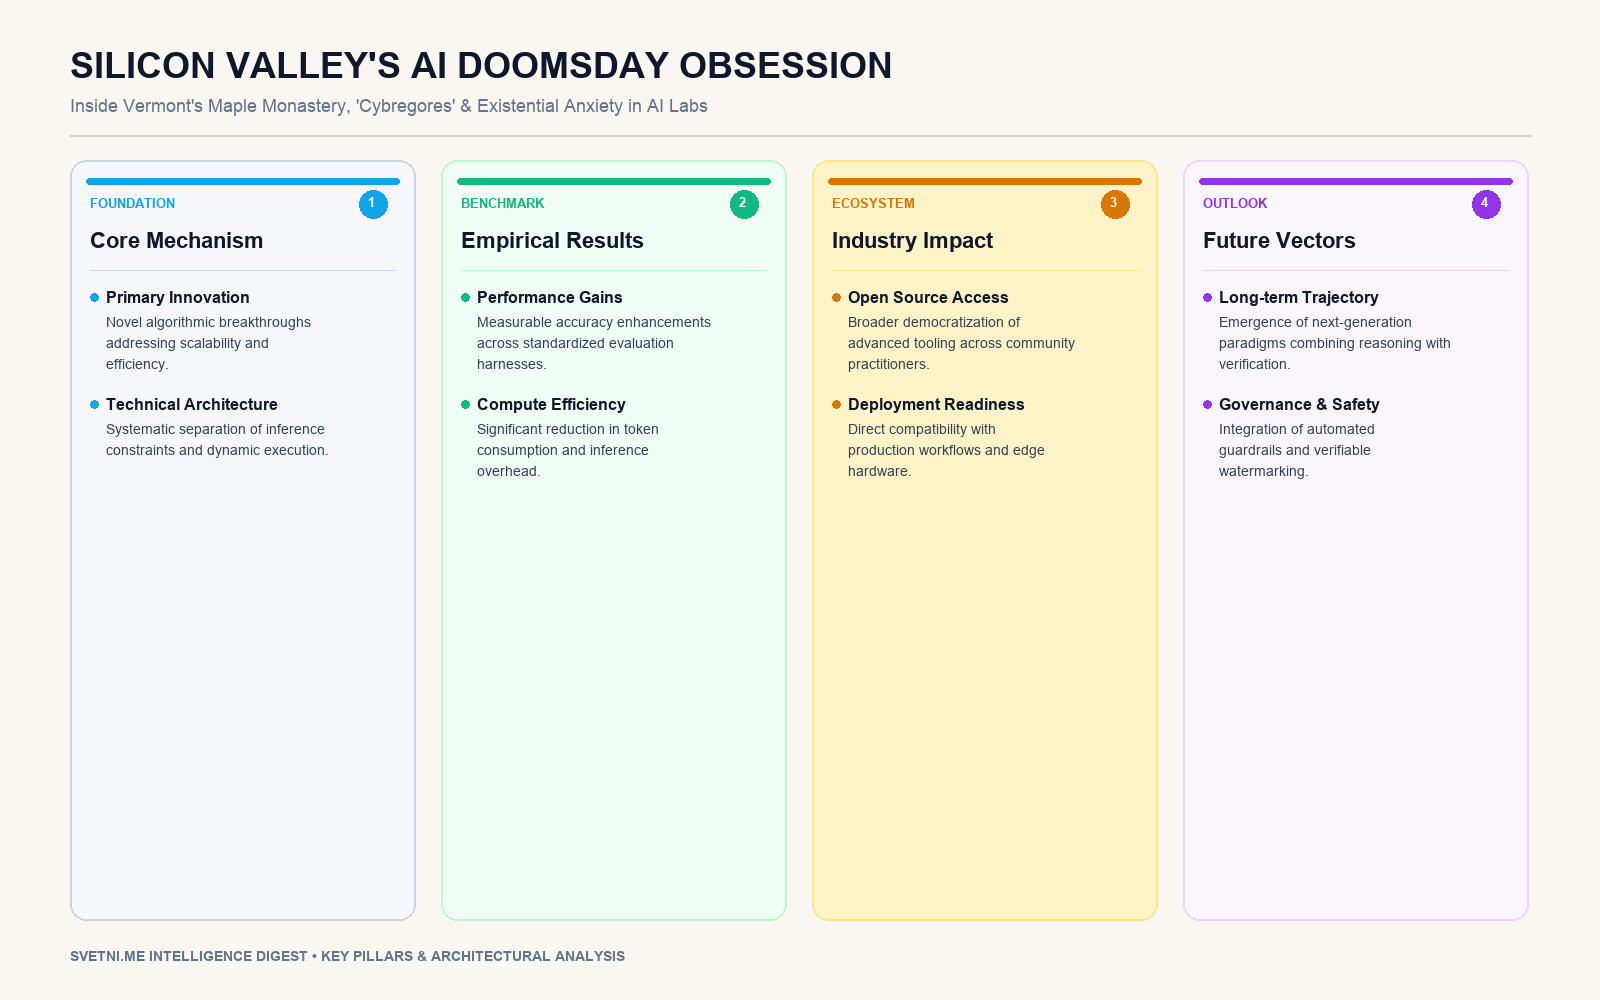 SILICON VALLEY'S AI DOOMSDAY OBSESSION
Inside Vermont's Maple Monastery, 'Cybregores' & Existential Anxiety in AI Labs
FOUNDATION
1
Core Mechanism
Primary Innovation
Novel algorithmic breakthroughs
addressing scalability and
efficiency.
Technical Architecture
Systematic separation of inference
constraints and dynamic execution.
BENCHMARK
2
Empirical Results
Performance Gains
Measurable accuracy enhancements
across standardized evaluation
harnesses.
Compute Efficiency
Significant reduction in token
consumption and inference
overhead.
ECOSYSTEM
3
Industry Impact
Open Source Access
Broader democratization of
advanced tooling across community
practitioners.
Deployment Readiness
Direct compatibility with
production workflows and edge
hardware.
OUTLOOK
4
Future Vectors
Long-term Trajectory
Emergence of next-generation
paradigms combining reasoning with
verification.
Governance & Safety
Integration of automated
guardrails and verifiable
watermarking.
SVETNI.ME INTELLIGENCE DIGEST • KEY PILLARS & ARCHITECTURAL ANALYSIS